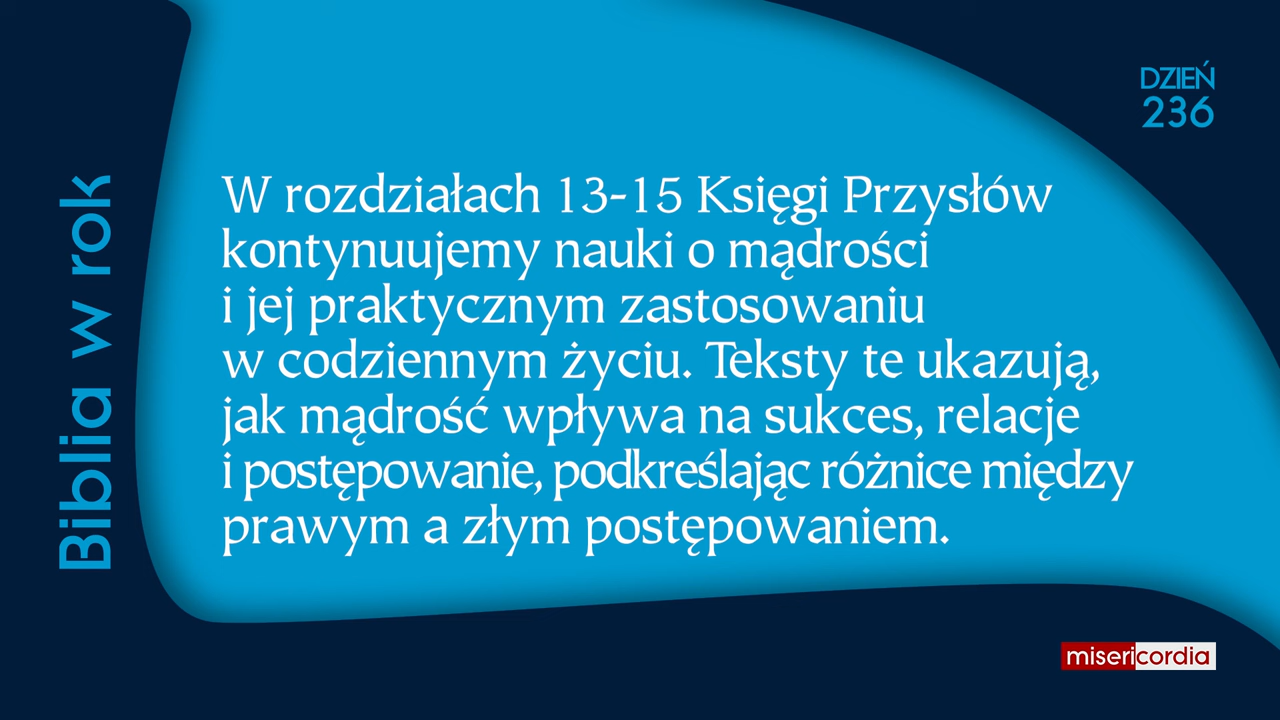 DZIEŃ
236
Biblia w rok
W rozdziałach 13-15 Księgi Przysłów
kontynuujemy nauki o mądrości
i jej praktycznym zastosowaniu
w codziennym życiu. Teksty te ukazują,
jak mądrość wpływa na sukces, relacje
i postępowanie, podkreślając różnice między
prawym a złym postępowaniem.
misericordia